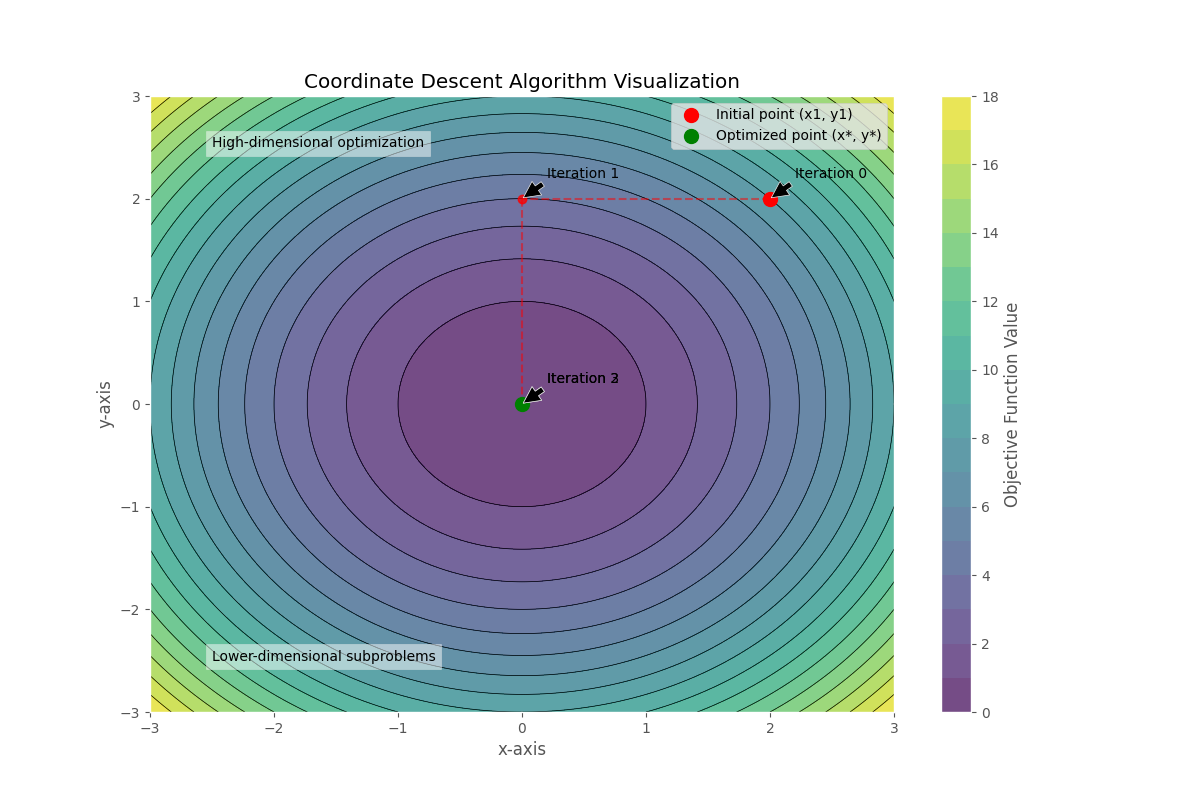 Coordinate Descent Algorithm Visualization
Initial point (x1, y1)
Optimized point (x*, y*)
High-dimensional optimization
Iteration 1
Iteration 0
Iteration 2
Iteration 3
Lower-dimensional subproblems
3
2
1
0
−1
−2
−3
y-axis
−3
−2
−1
0
1
2
3
x-axis
18
16
14
12
10
8
6
4
2
0
Objective Function Value